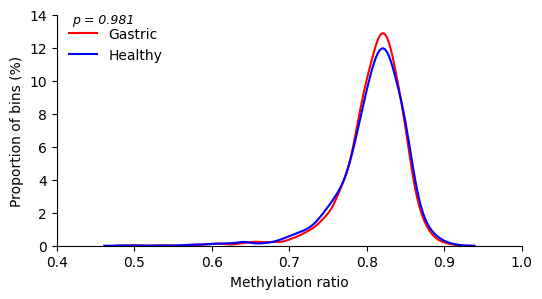 14
p = 0.981
Gastric
Healthy
12
10
8
6
4
2
0
Proportion of bins (%)
0.4 0.5 0.6 0.7 0.8 0.9 1.0
Methylation ratio